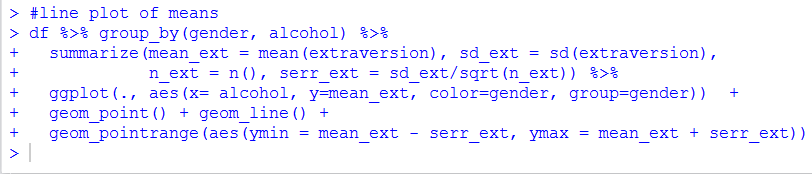 > #line plot of means
> df %>% group_by(gender, alcohol) %>%
+   summarize(mean_ext = mean(extraversion), sd_ext = sd(extraversion),
+             n_ext = n(), serr_ext = sd_ext/sqrt(n_ext)) %>%
+   ggplot(., aes(x= alcohol, y=mean_ext, color=gender, group=gender))  +
+   geom_point() + geom_line() +
+   geom_pointrange(aes(ymin = mean_ext - serr_ext, ymax = mean_ext + serr_ext))
>